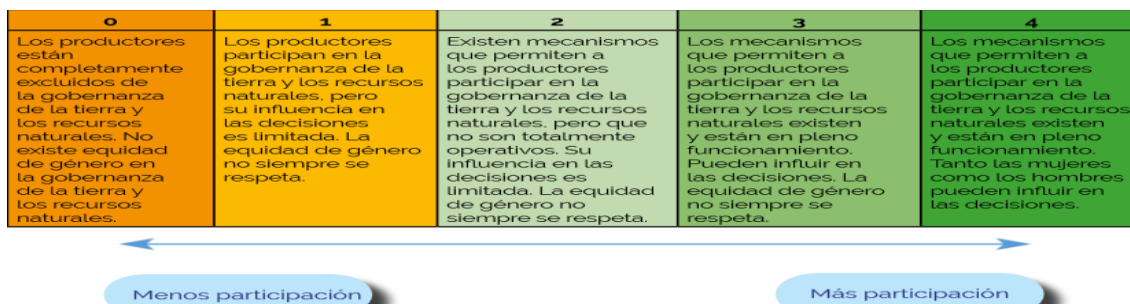 0
Los productores
están
completamente
excluidos de
la gobernanza
de la tierra y
los recursos
naturales. No
existe equidad
de género en
la gobernanza
de la tierra y
los recursos
naturales.
1
Los productores
participan en la
gobernanza de la
tierra y los recursos
naturales, pero
su influencia en
las decisiones
es limitada. La
equidad de género
no siempre se
respeta.
2
Existen mecanismos
que permiten a
los productores
participar en la
gobernanza de la
tierra y los recursos
naturales, pero que
no son totalmente
operativos. Su
influencia en las
decisiones es
limitada. La equidad
de género no
siempre se respeta.
3
Los mecanismos
que permiten a
los productores
participar en la
gobernanza de la
tierra y los recursos
naturales existen
y están en pleno
funcionamiento.
Pueden influir en
las decisiones. La
equidad de género
no siempre se
respeta.
4
Los mecanismos
que permiten a
los productores
participar en la
gobernanza de la
tierra y los recursos
naturales existen
y están en pleno
funcionamiento.
Tanto las mujeres
como los hombres
pueden influir en
las decisiones.
Menos participación
Más participación